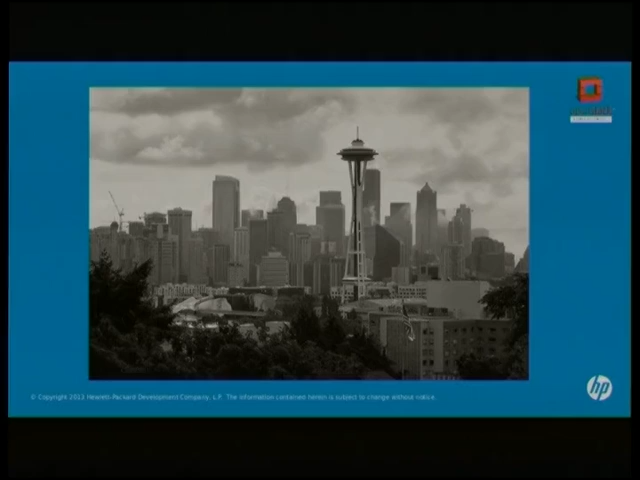 © Copyright 2013 Hewlett-Packard Development Company, L.P. The information contained herein is subject to change without notice.
hp